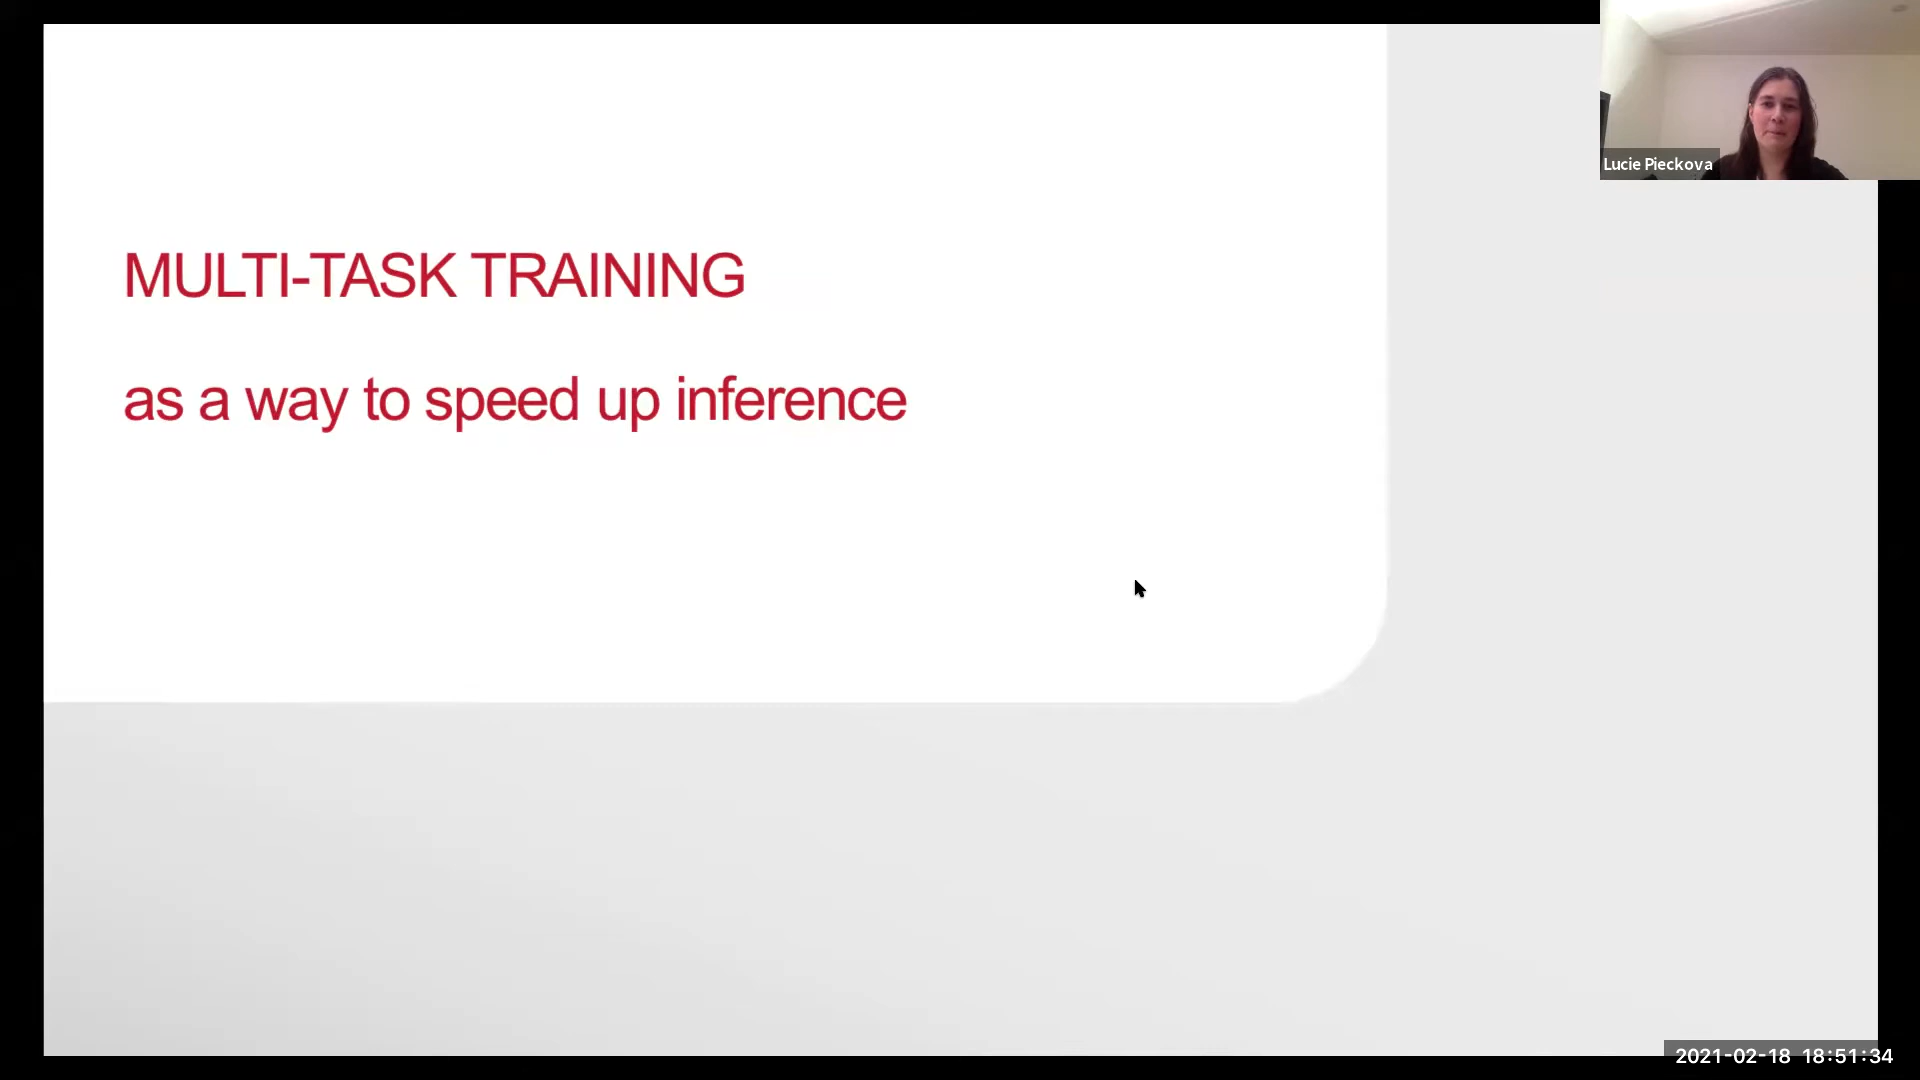 Lucie Pieckova
MULTI-TASK TRAINING
as a way to speed up inference
2021-02-18 18:51:34